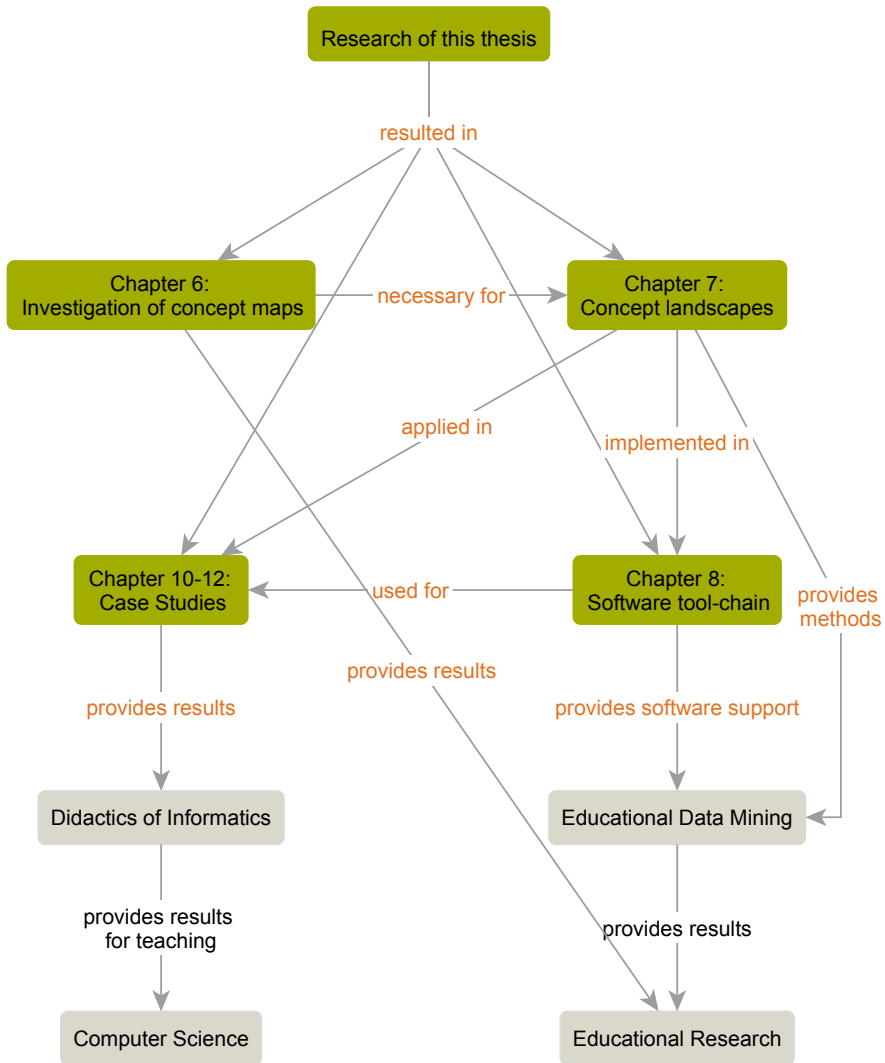 Research of this thesis
resulted in
Chapter 6:
Investigation of concept maps
necessary for
Chapter 7:
Concept landscapes
applied in
implemented in
Chapter 10-12:
Case Studies
used for
Chapter 8:
Software tool-chain
provides
methods
provides results
provides results
provides software support
Didactics of Informatics
Educational Data Mining
provides results
for teaching
provides results
Computer Science
Educational Research